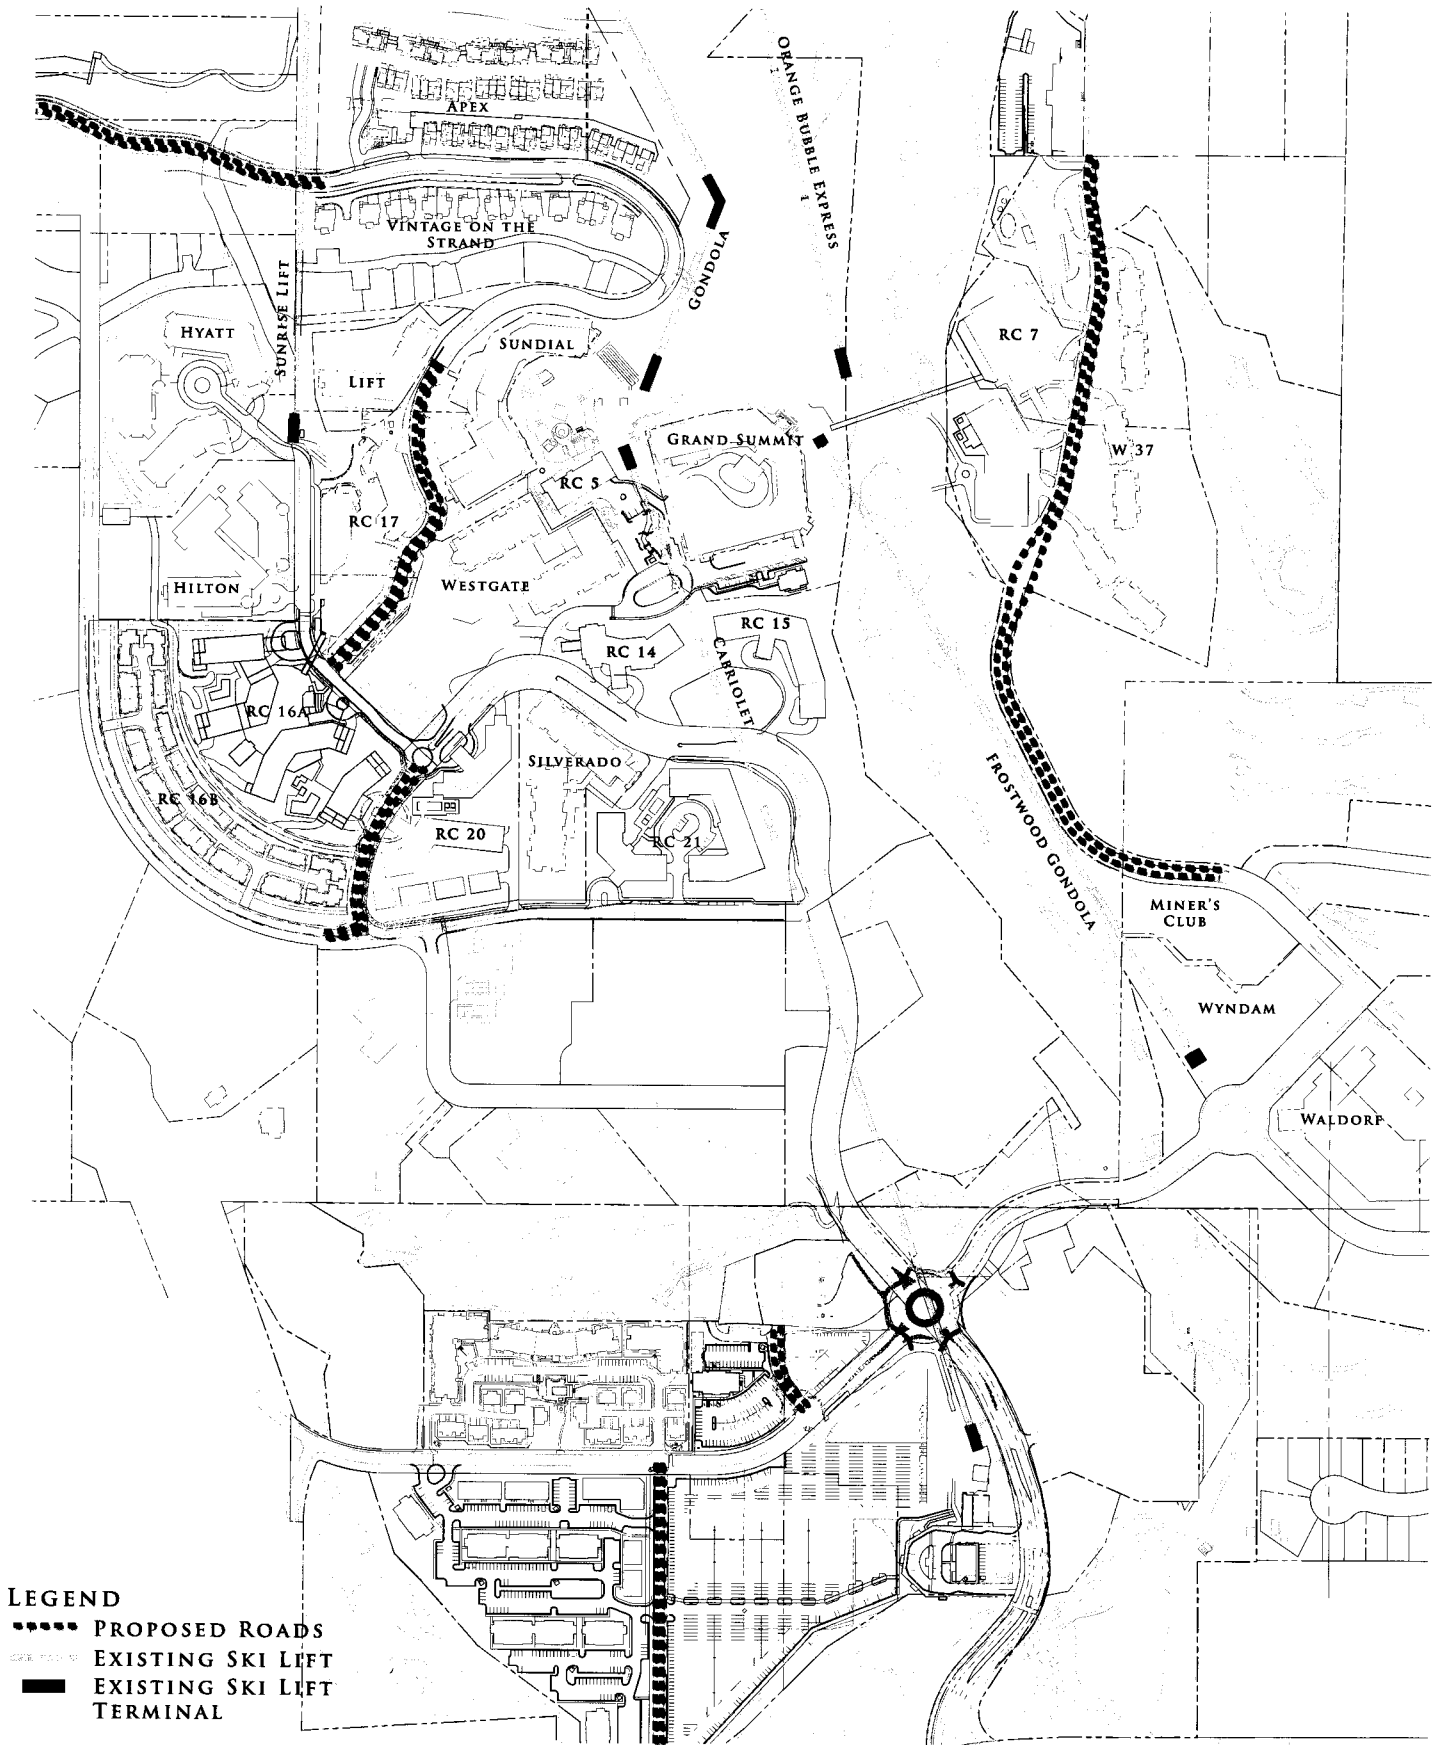 ORANGE BUBBLE EXPRESS
APEX
VINTAGE ON THE
STRAND
GONDOLA
SUNRISE LIFT
HYATT
SUNDIAL
RC 7
LIFT
GRAND SUMMIT
W 37
RC 5
RC 17
HILTON
WESTGATE
RC 15
RC 14
CABRIOLET
RC 16A
SILVERADO
FROSTWOOD GONDOLA
RC 16B
RC 20
RC 21
MINER'S
CLUB
WYNDAM
WALDORF
LEGEND
PROPOSED ROADS
EXISTING SKI LIFT
EXISTING SKI LIFT
TERMINAL